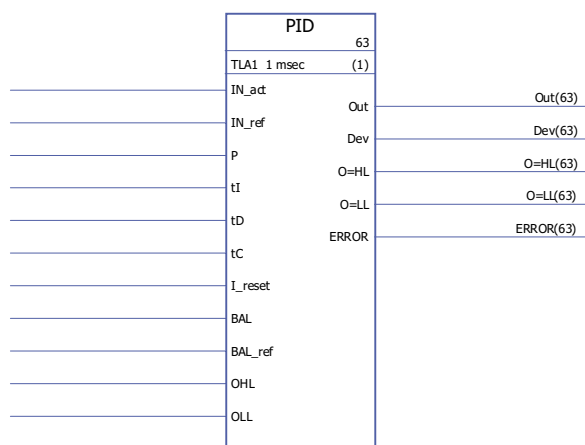 PID
63
TLA1 1 msec (1)
IN_act
Out Out(63)
IN_ref
Dev Dev(63)
P
O=HL O=HL(63)
tI
O=LL O=LL(63)
tD
ERROR ERROR(63)
tC
I_reset
BAL
BAL_ref
OHL
OLL